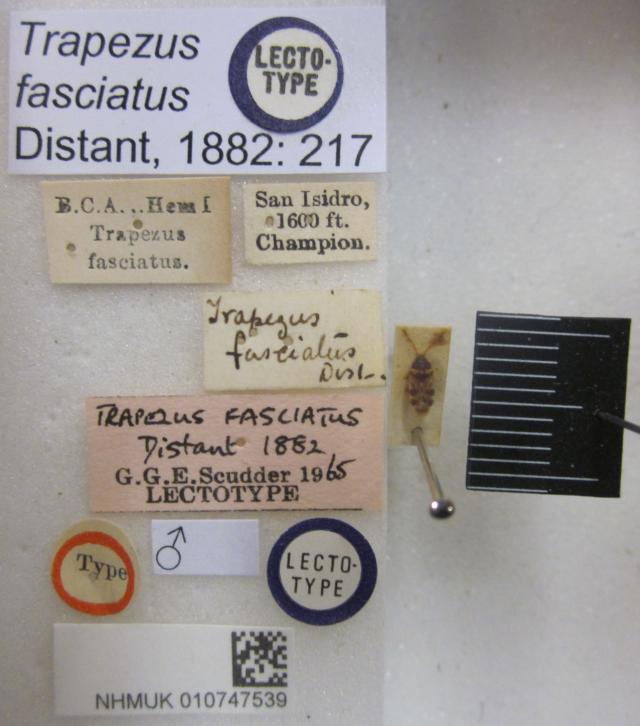 Trapezus
fasciatus
Distant, 1882: 217
LECTO-
TYPE
B.C.A. . . Hem I
Trapezus
fasciatus.
San Isidro,
1600 ft.
Champion.
Trapezus
fasciatus
Dist.
TRAPEZUS FASCIATUS
Distant 1882
G.G.E.Scudder 1965
LECTOTYPE
Type
♂
LECTO-
TYPE
NHMUK 010747539